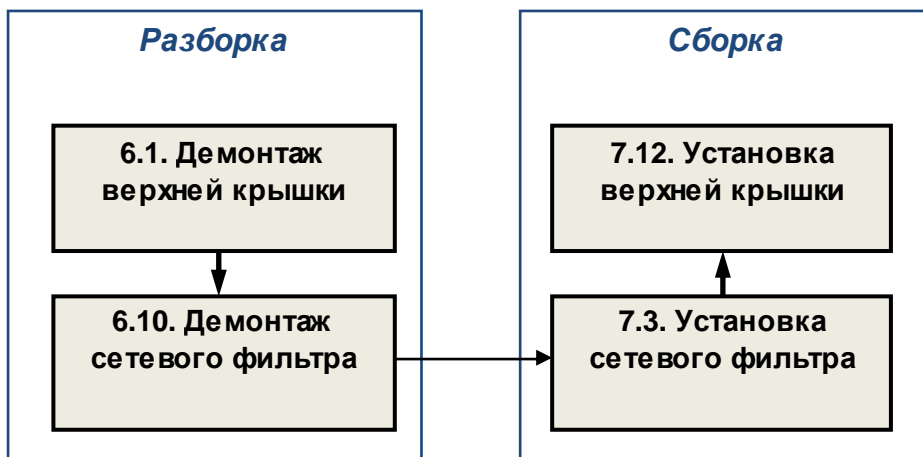 Разборка
6.1. Демонтаж
верхней крышки
6.10. Демонтаж
сетевого фильтра
Сборка
7.12. Установка
верхней крышки
7.3. Установка
сетевого фильтра